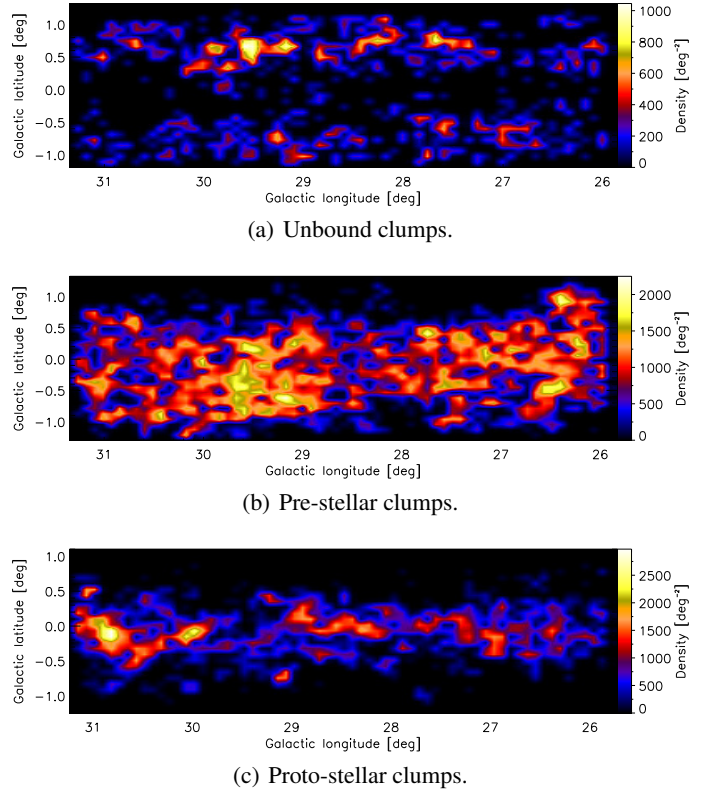 1.0
0.5
0.0
−0.5
−1.0
Galactic latitude [deg]
31 30 29 28 27 26
Galactic longitude [deg]
1000
800
600
400
200
0
Density [deg⁻²]
(a) Unbound clumps.
1.0
0.5
0.0
−0.5
−1.0
Galactic latitude [deg]
31 30 29 28 27 26
Galactic longitude [deg]
2000
1500
1000
500
0
Density [deg⁻²]
(b) Pre-stellar clumps.
1.0
0.5
0.0
−0.5
−1.0
Galactic latitude [deg]
31 30 29 28 27 26
Galactic longitude [deg]
2500
2000
1500
1000
500
0
Density [deg⁻²]
(c) Proto-stellar clumps.